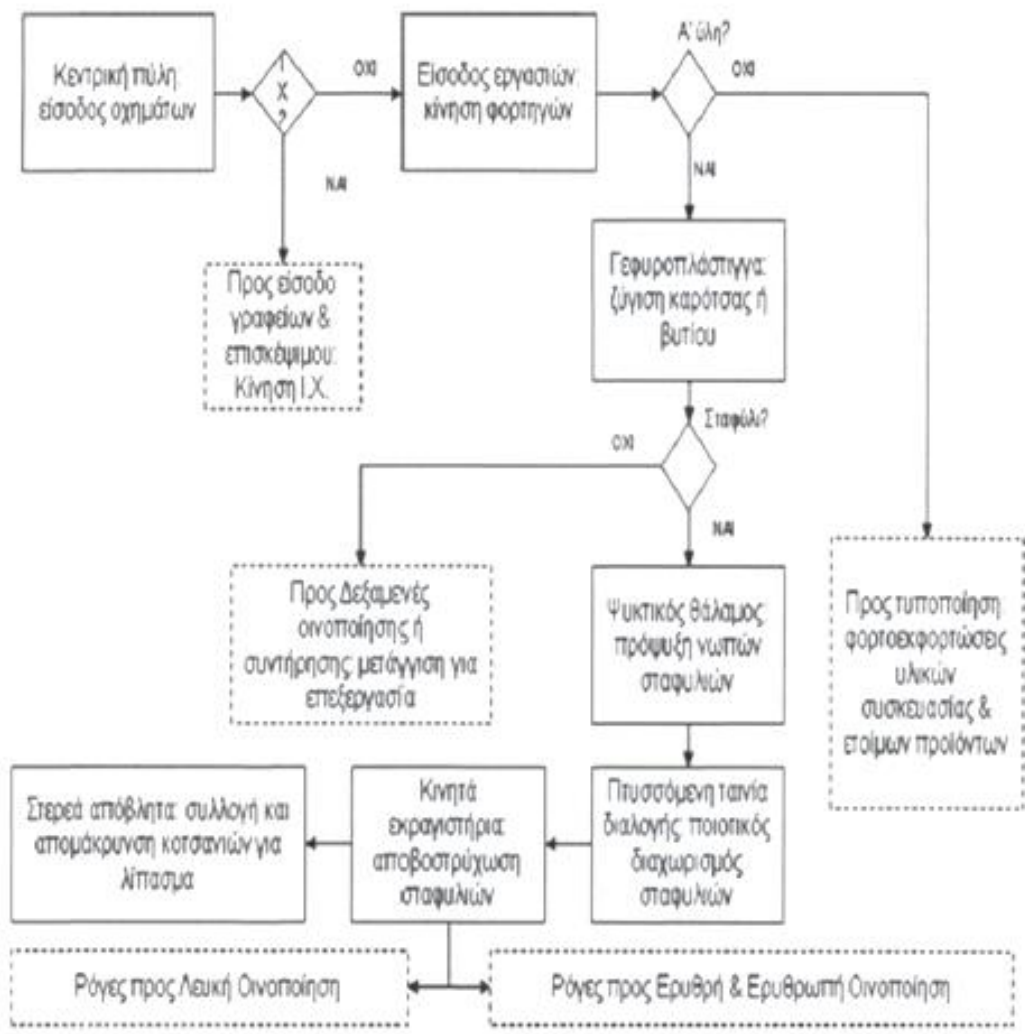 Κεντρική πύλη:
είσοδος οχημάτων
Ι
Χ
?
ΟΧΙ
ΝΑΙ
Είσοδος εργασιών:
κίνηση φορτηγών
Α' ύλη?
ΟΧΙ
ΝΑΙ
Προς είσοδο
γραφείων &
επισκέψιμου:
Κίνηση Ι.Χ.
Γεφυροπλάστιγγα:
ζύγιση καρότσας ή
βυτίου
Σταφύλι?
ΟΧΙ
ΝΑΙ
Προς Δεξαμενές
οινοποίησης ή
συντήρησης: μετάγγιση για
επεξεργασία
Ψυκτικός θάλαμος:
πρόψυξη νωπών
σταφυλιών
Προς τυποποίηση:
φορτοεκφορτώσεις
υλικών
συσκευασίας &
ετοίμων προϊόντων
Στερεά απόβλητα: συλλογή και
απομάκρυνση κοτσανιών για
λίπασμα
Κινητά
εκραγιστήρια:
αποβοστρύχωση
σταφυλιών
Πτυσσόμενη ταινία
διαλογής: ποιοτικός
διαχωρισμός
σταφυλιών
Ρόγες προς Λευκή Οινοποίηση
Ρόγες προς Ερυθρή & Ερυθρωπή Οινοποίηση